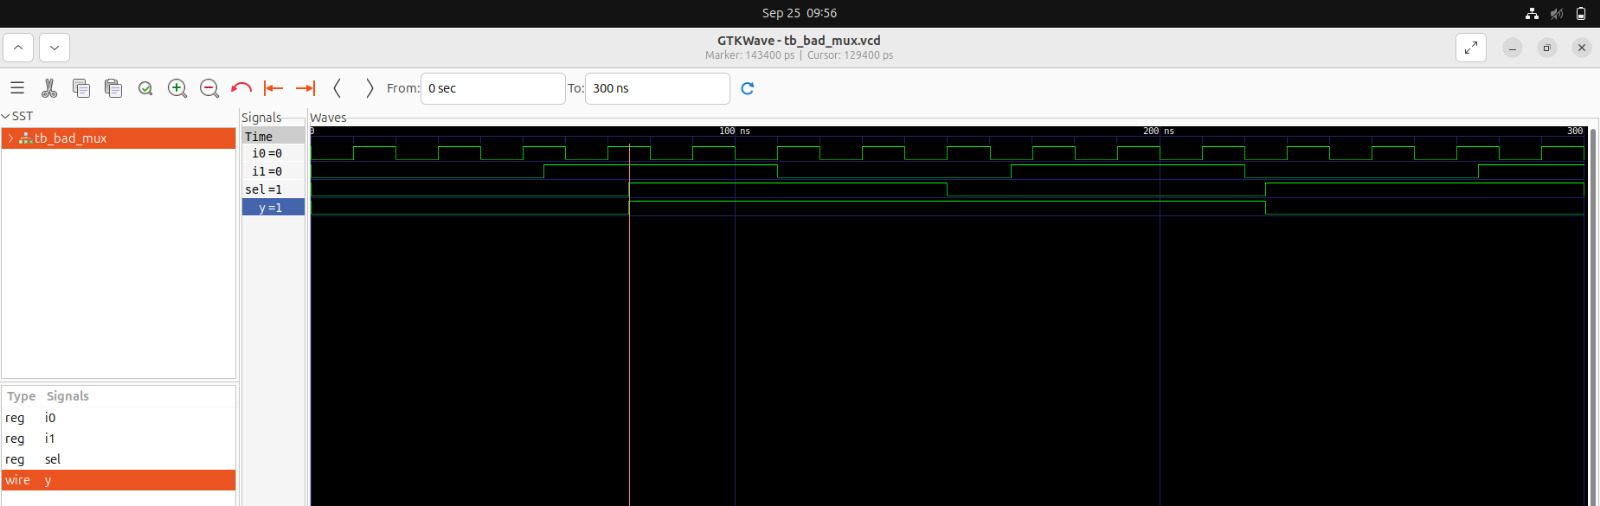 Sep 25 09:56
GTKWave - tb_bad_mux.vcd
Marker: 143400 ps | Cursor: 129400 ps
From: 0 sec To: 300 ns
SST
tb_bad_mux
Type Signals
reg i0
reg i1
reg sel
wire y
Signals
Time
i0 =0
i1 =0
sel =1
y =1
Waves
0 100 ns 200 ns 300